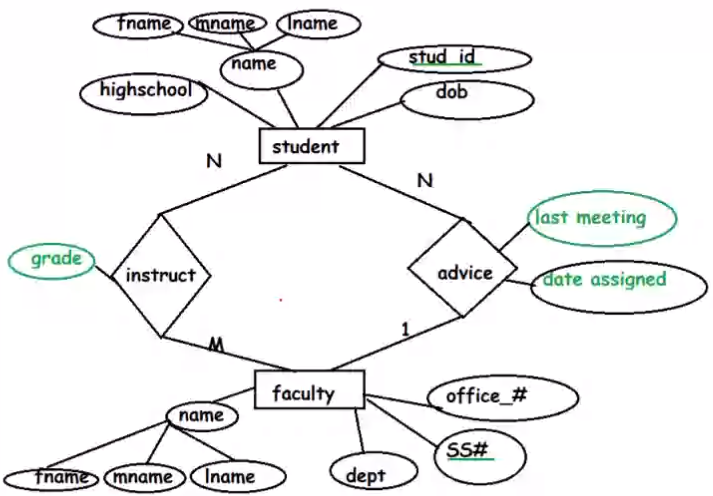 fname
mname
lname
name
stud_id
highschool
dob
student
N
N
last meeting
grade
instruct
advice
date assigned
M
1
faculty
office_#
name
SS#
fname
mname
lname
dept